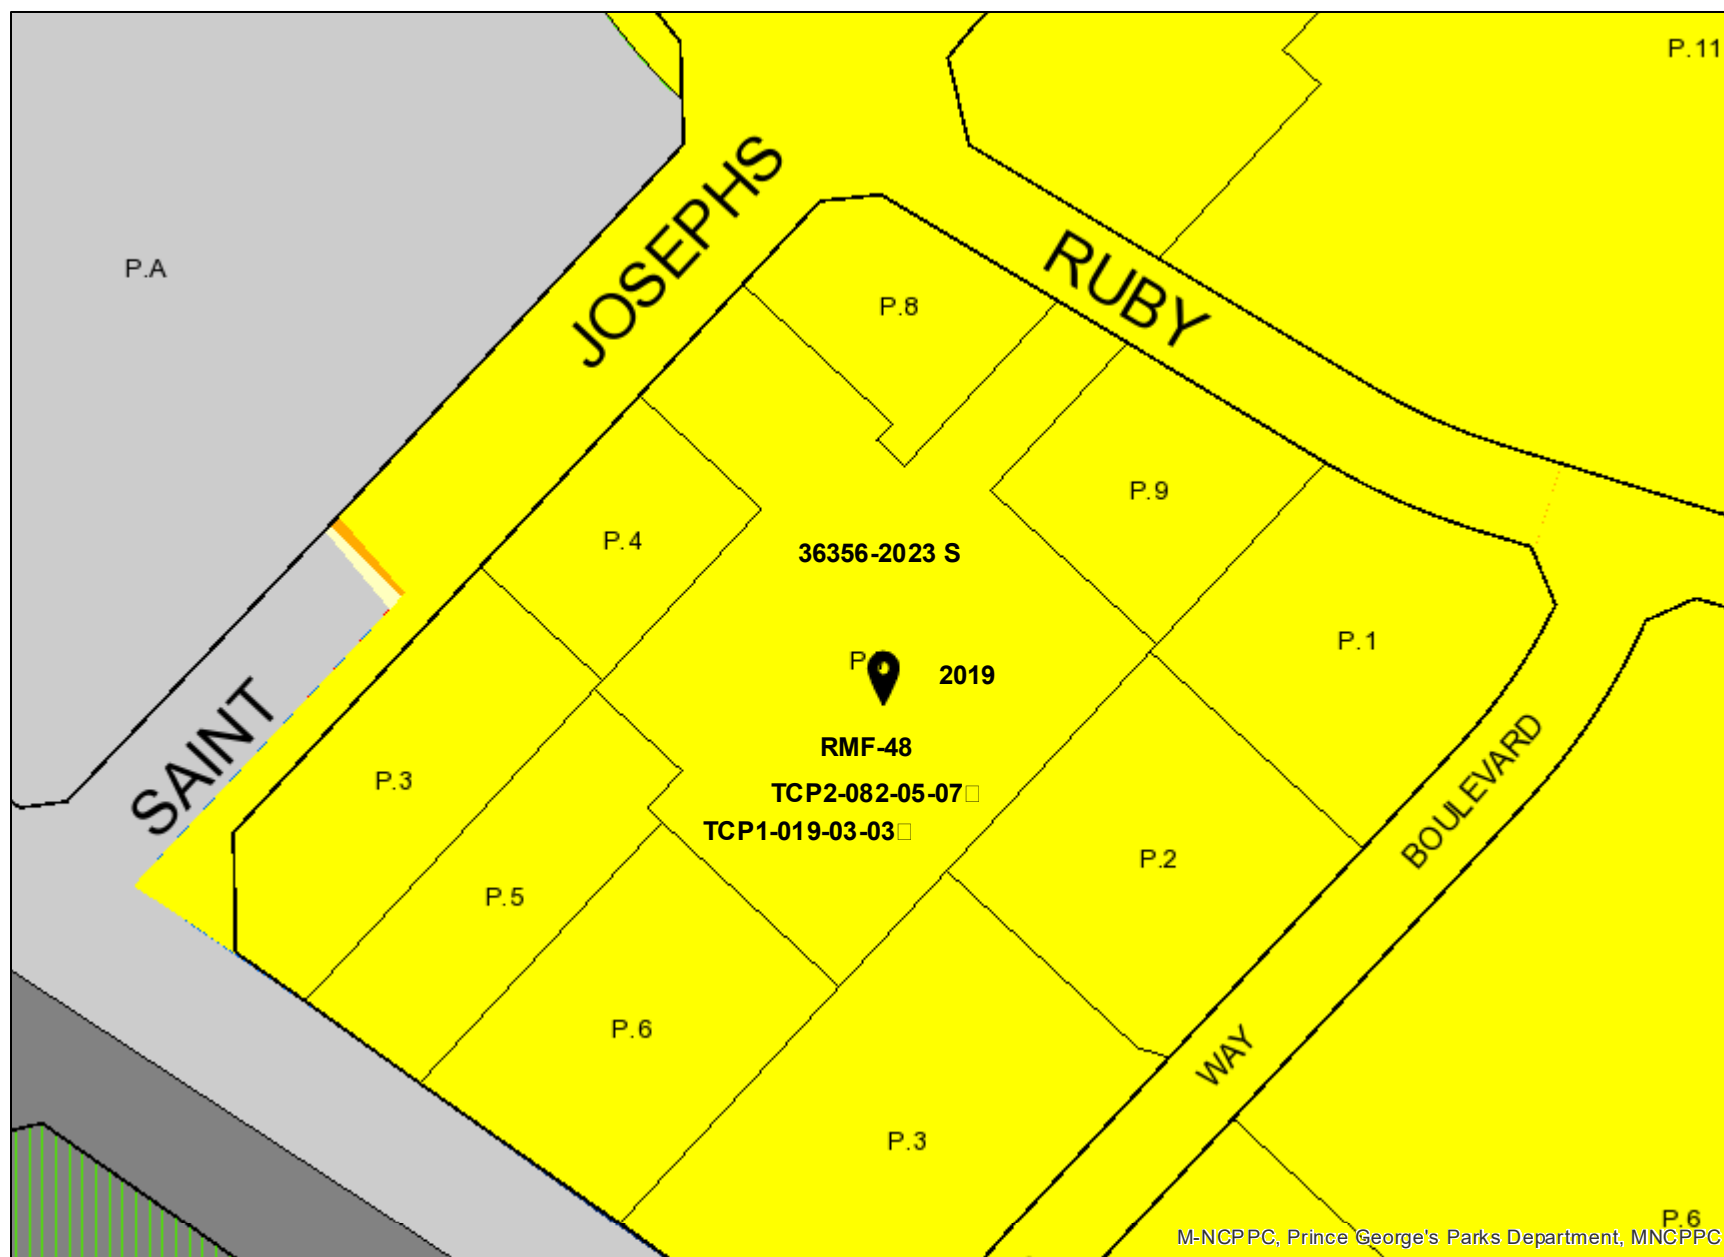 P.11
JOSEPHS
P.A
RUBY
P.8
P.9
P.4
36356-2023 S
P.1
2019
SAINT
RMF-48
P.3
TCP2-082-05-07
BOULEVARD
TCP1-019-03-03
P.2
P.5
P.6
WAY
P.3
P.6
M-NCPPC, Prince George's Parks Department, MNCPPC